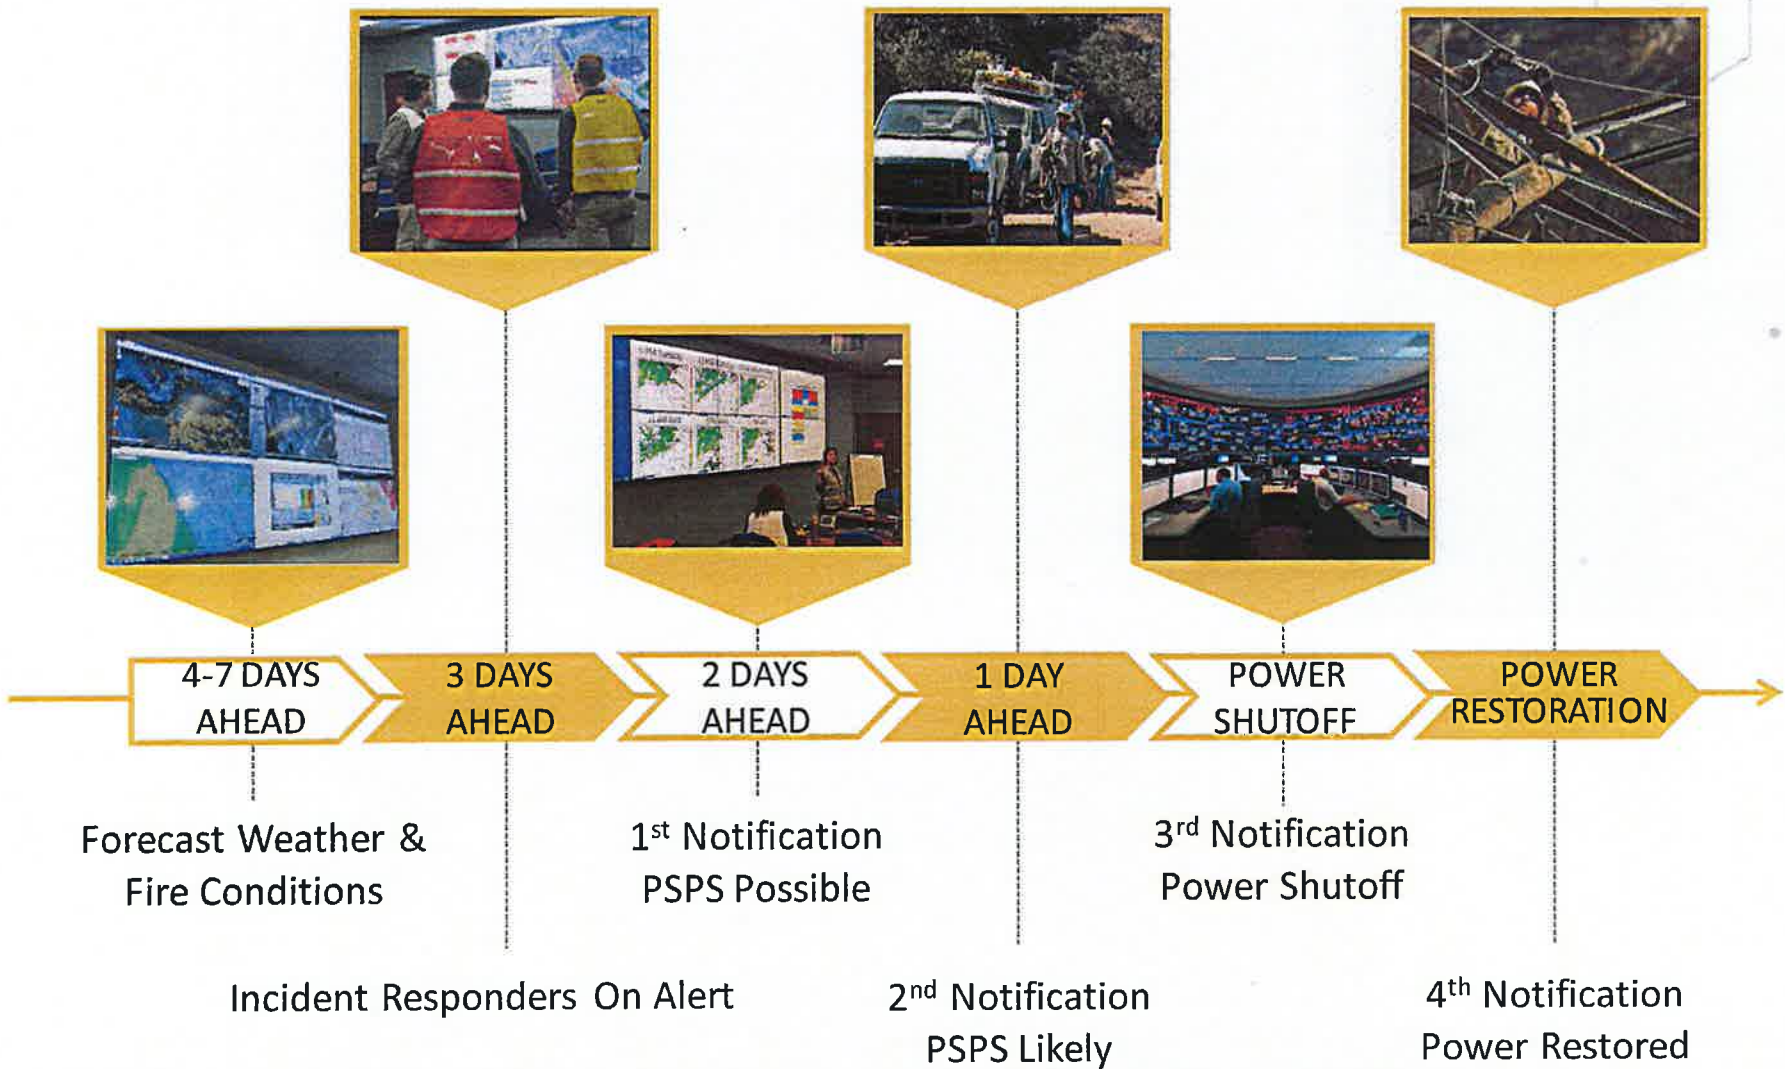 4-7 DAYS
AHEAD
3 DAYS
AHEAD
2 DAYS
AHEAD
1 DAY
AHEAD
POWER
SHUTOFF
POWER
RESTORATION
Forecast Weather &
Fire Conditions
Incident Responders On Alert
1st Notification
PSPS Possible
2nd Notification
PSPS Likely
3rd Notification
Power Shutoff
4th Notification
Power Restored